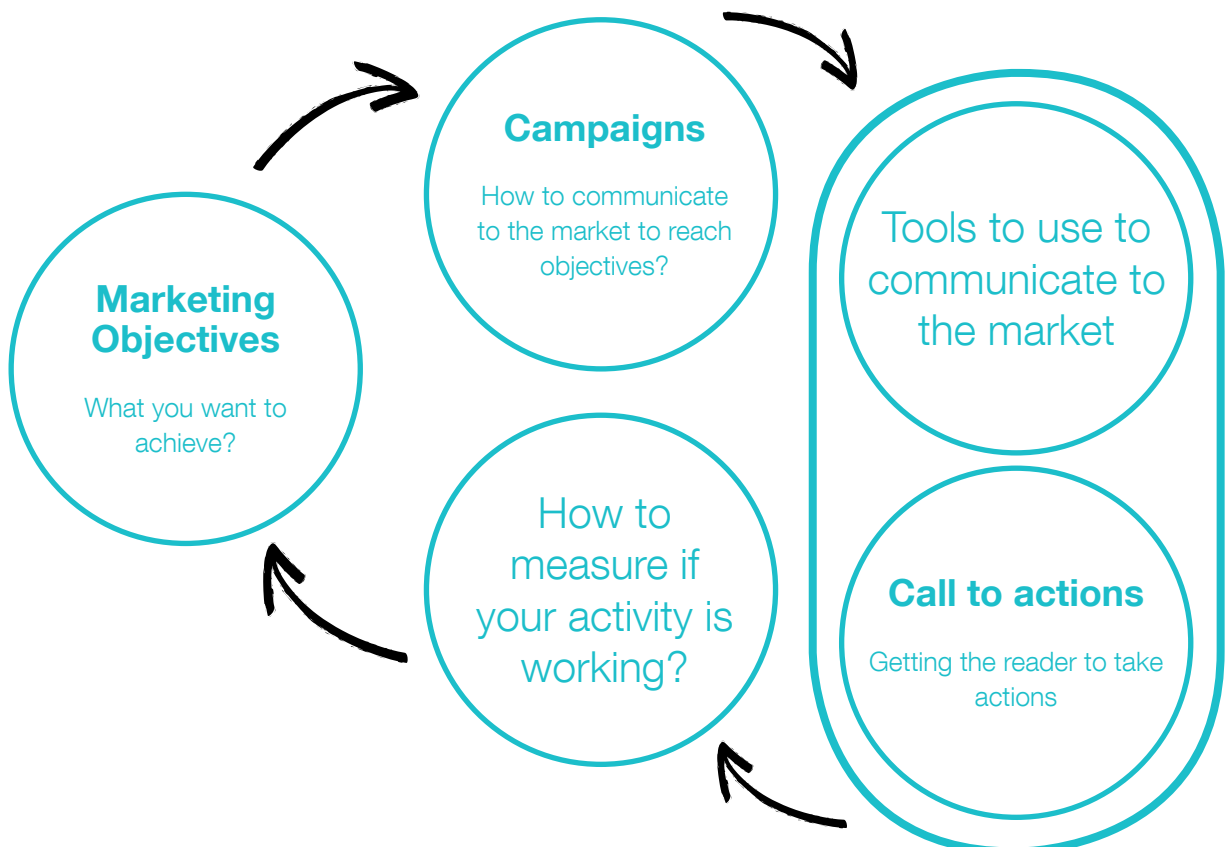 Campaigns
How to communicate
to the market to reach
objectives?
Marketing
Objectives
What you want to
achieve?
Tools to use to
communicate to
the market
How to
measure if
your activity is
working?
Call to actions
Getting the reader to take
actions